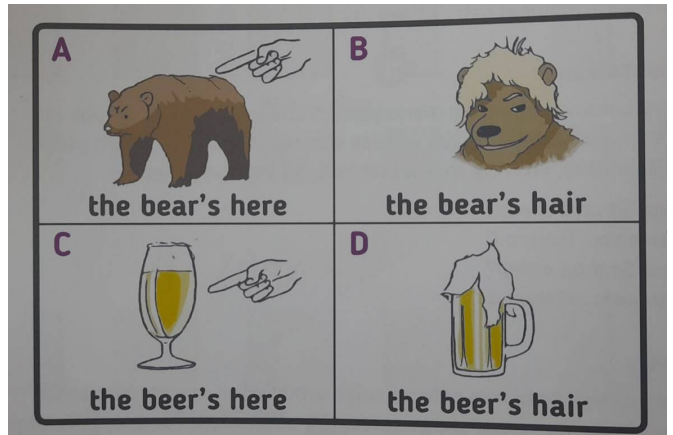 A
the bear's here
B
the bear's hair
C
the beer's here
D
the beer's hair